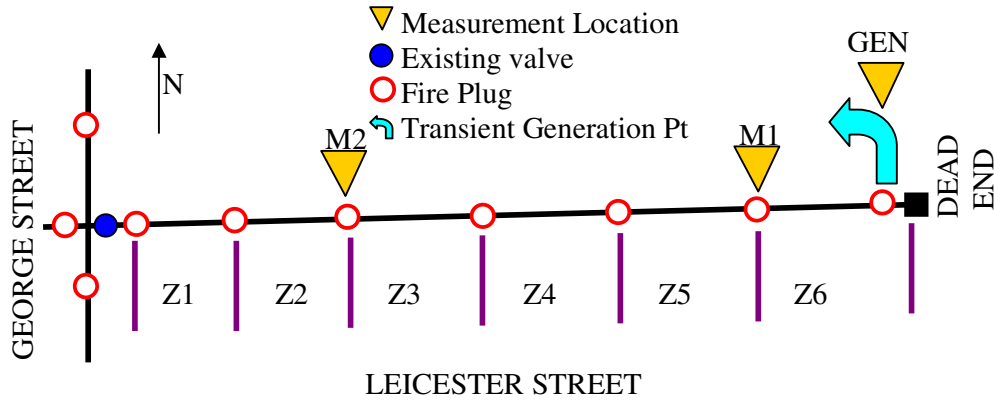 Measurement Location
Existing valve
Fire Plug
Transient Generation Pt
GEN
N
M2
M1
GEORGE STREET
DEAD
END
Z1
Z2
Z3
Z4
Z5
Z6
LEICESTER STREET